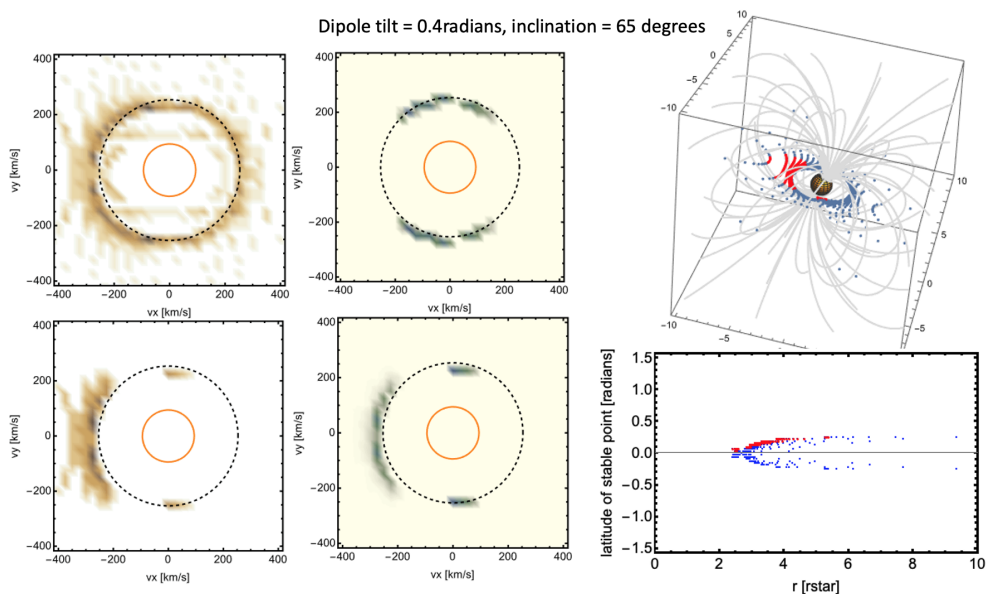 Dipole tilt = 0.4radians, inclination = 65 degrees
400
200
0
-200
-400
vy [km/s]
-400 -200 0 200 400
vx [km/s]
400
200
0
-200
-400
vy [km/s]
-400 -200 0 200 400
vx [km/s]
10
5
0
-5
-10
10
5
0
-5
-10
-5
0
400
200
0
-200
-400
vy [km/s]
-400 -200 0 200 400
vx [km/s]
400
200
0
-200
-400
vy [km/s]
-400 -200 0 200 400
vx [km/s]
latitude of stable point [radians]
1.5
1.0
0.5
0.0
-0.5
-1.0
-1.5
0 2 4 6 8 10
r [rstar]